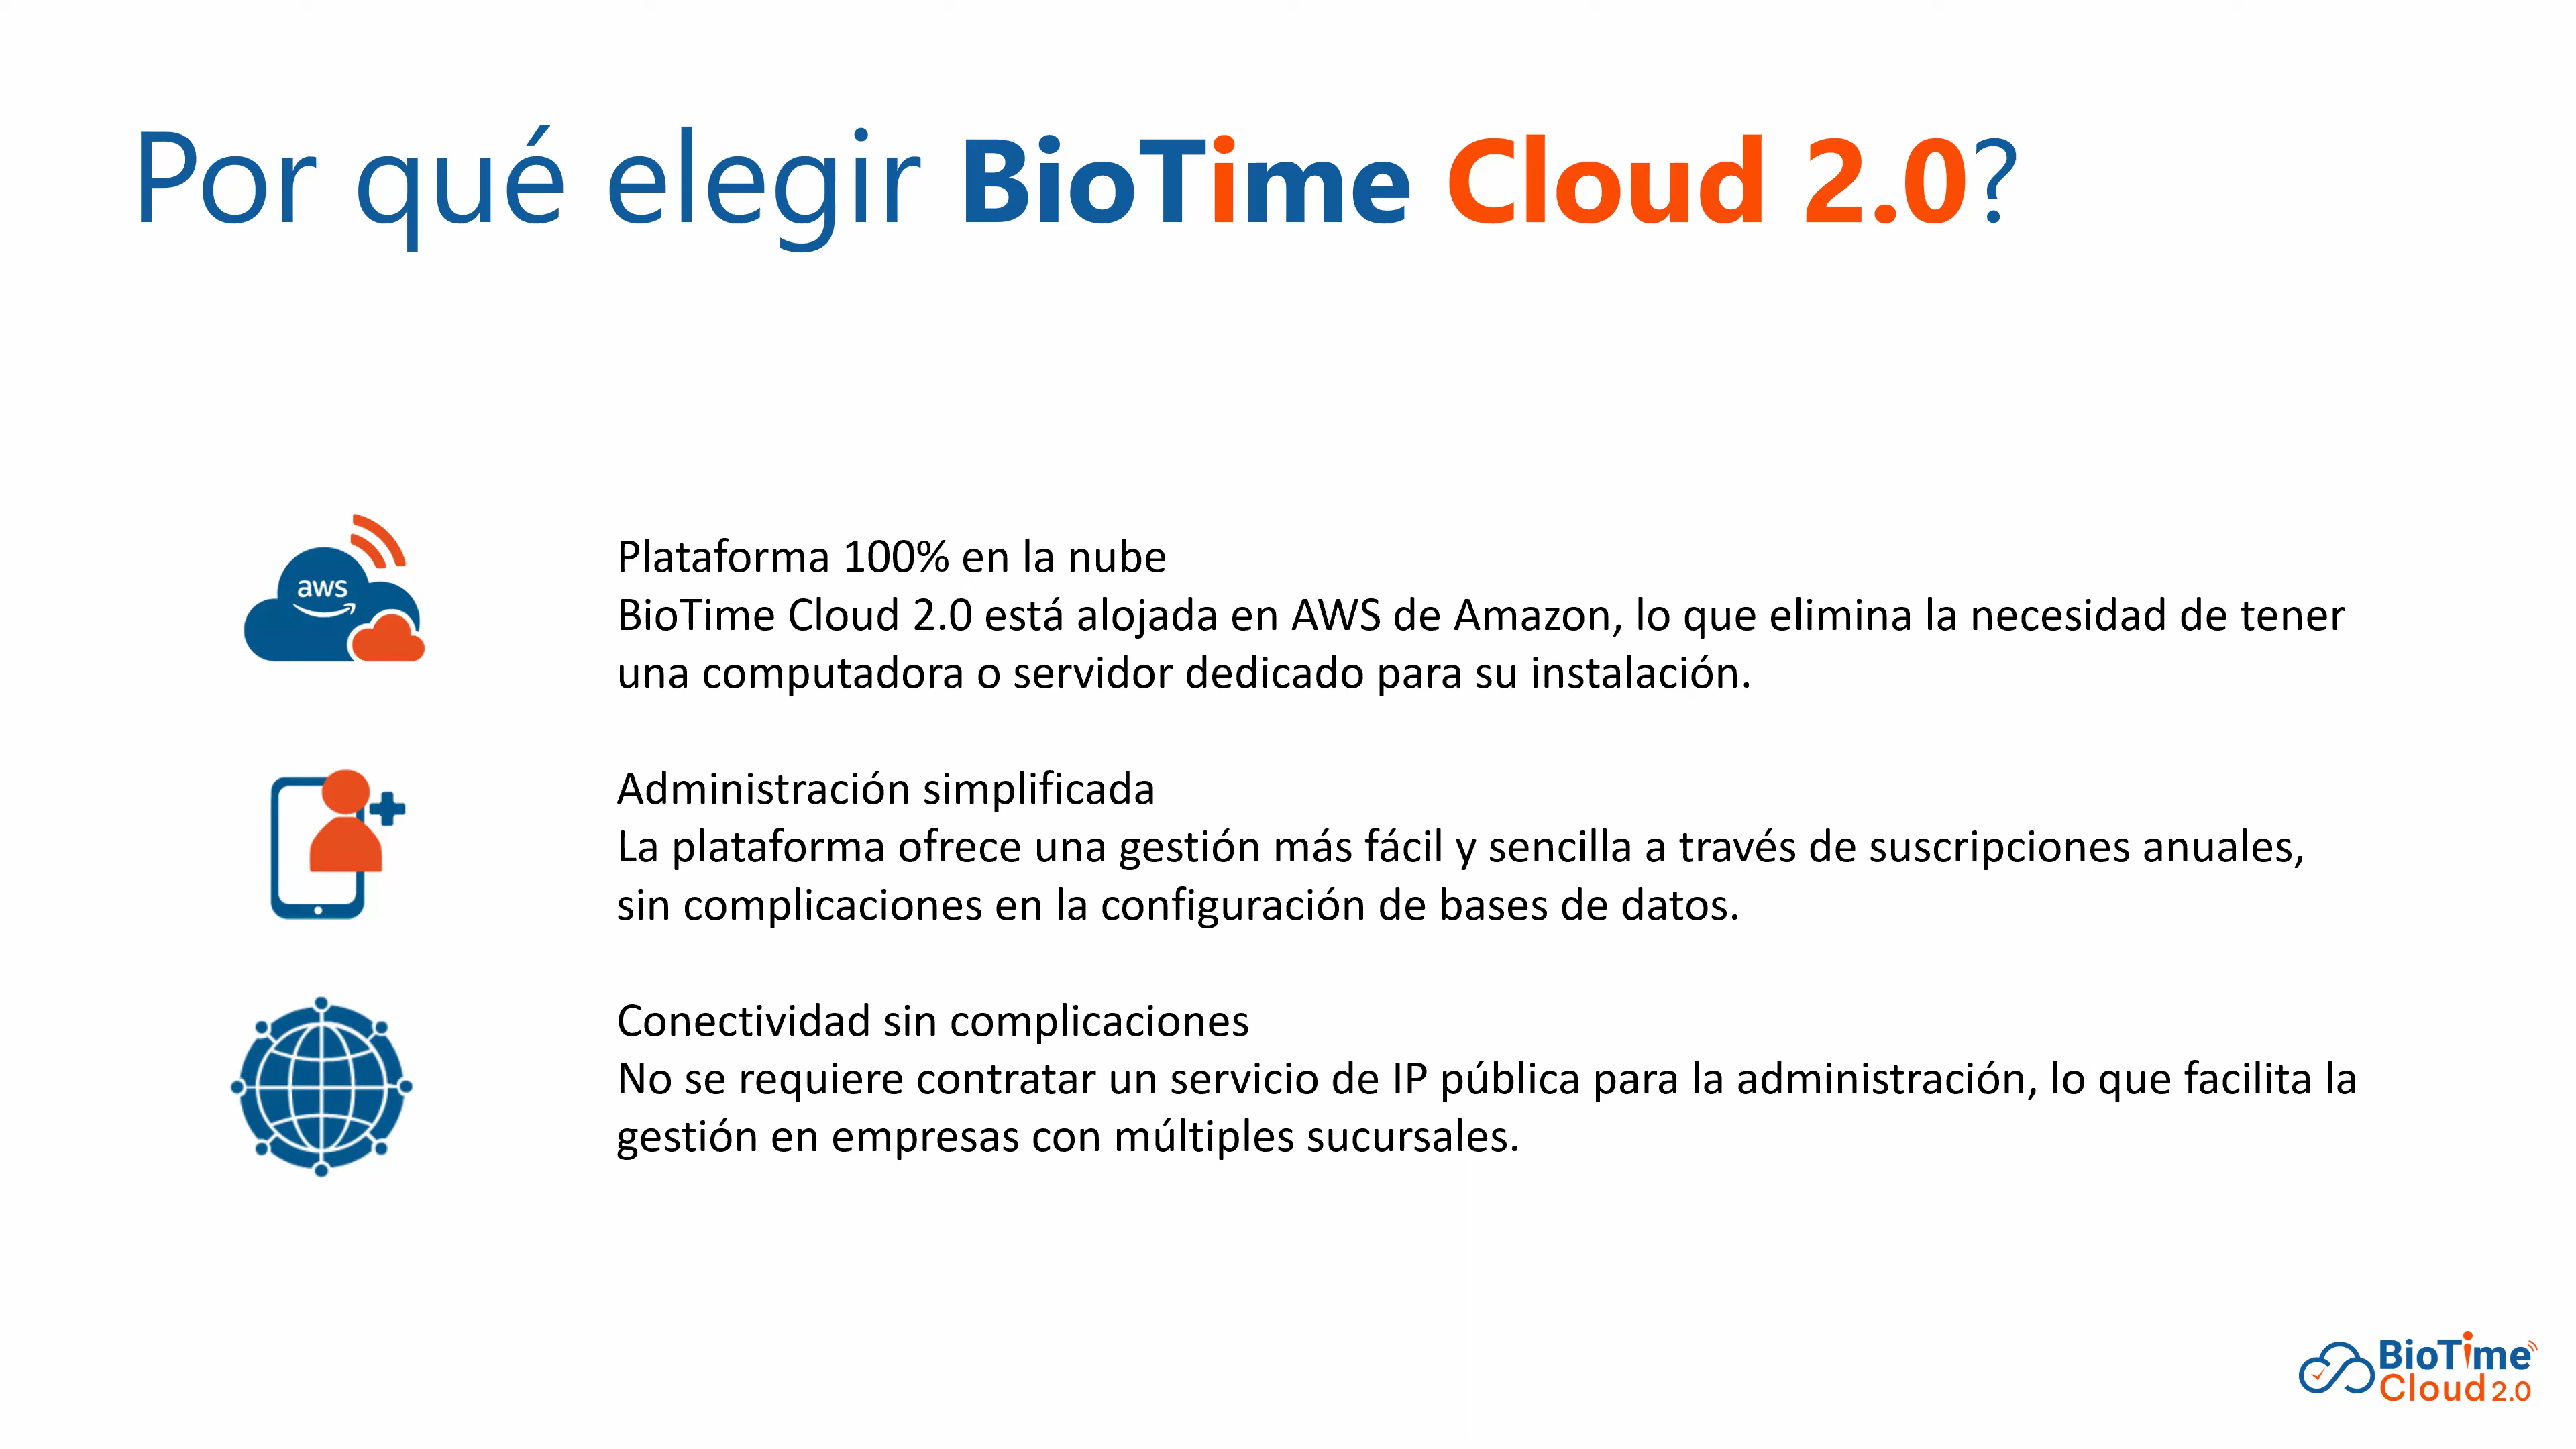 Por qué elegir BioTime Cloud 2.0?
aws
Plataforma 100% en la nube
BioTime Cloud 2.0 está alojada en AWS de Amazon, lo que elimina la necesidad de tener
una computadora o servidor dedicado para su instalación.
Administración simplificada
La plataforma ofrece una gestión más fácil y sencilla a través de suscripciones anuales,
sin complicaciones en la configuración de bases de datos.
Conectividad sin complicaciones
No se requiere contratar un servicio de IP pública para la administración, lo que facilita la
gestión en empresas con múltiples sucursales.
BioTime
Cloud 2.0